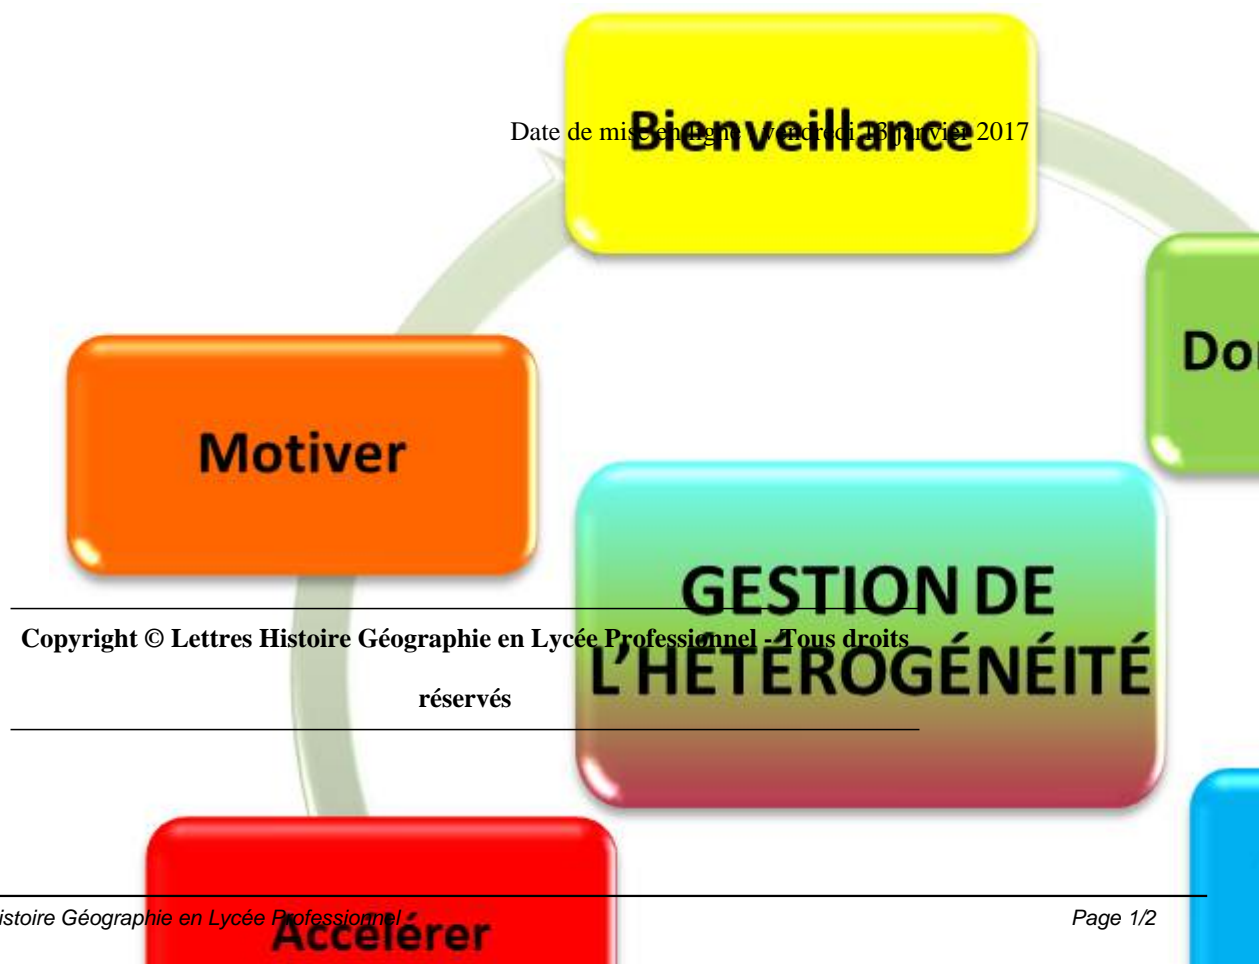 Bienveillance
Date de mise en ligne : vendredi 13 janvier 2017
Motiver
GESTION DE
L'HÉTÉROGÉNÉITÉ
Copyright © Lettres Histoire Géographie en Lycée Professionnel - Tous droits
réservés
Accélérer
Géographie en Lycée Professionnel
Page 1/2